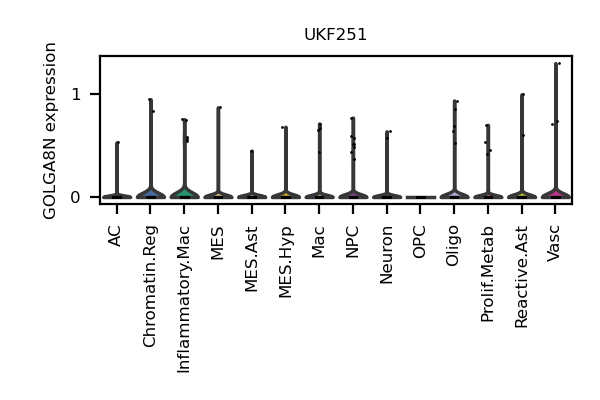 UKF251
GOLGA8N expression
1
0
AC
Chromatin.Reg
Inflammatory.Mac
MES
MES.Ast
MES.Hyp
Mac
NPC
Neuron
OPC
Oligo
Prolif.Metab
Reactive.Ast
Vasc